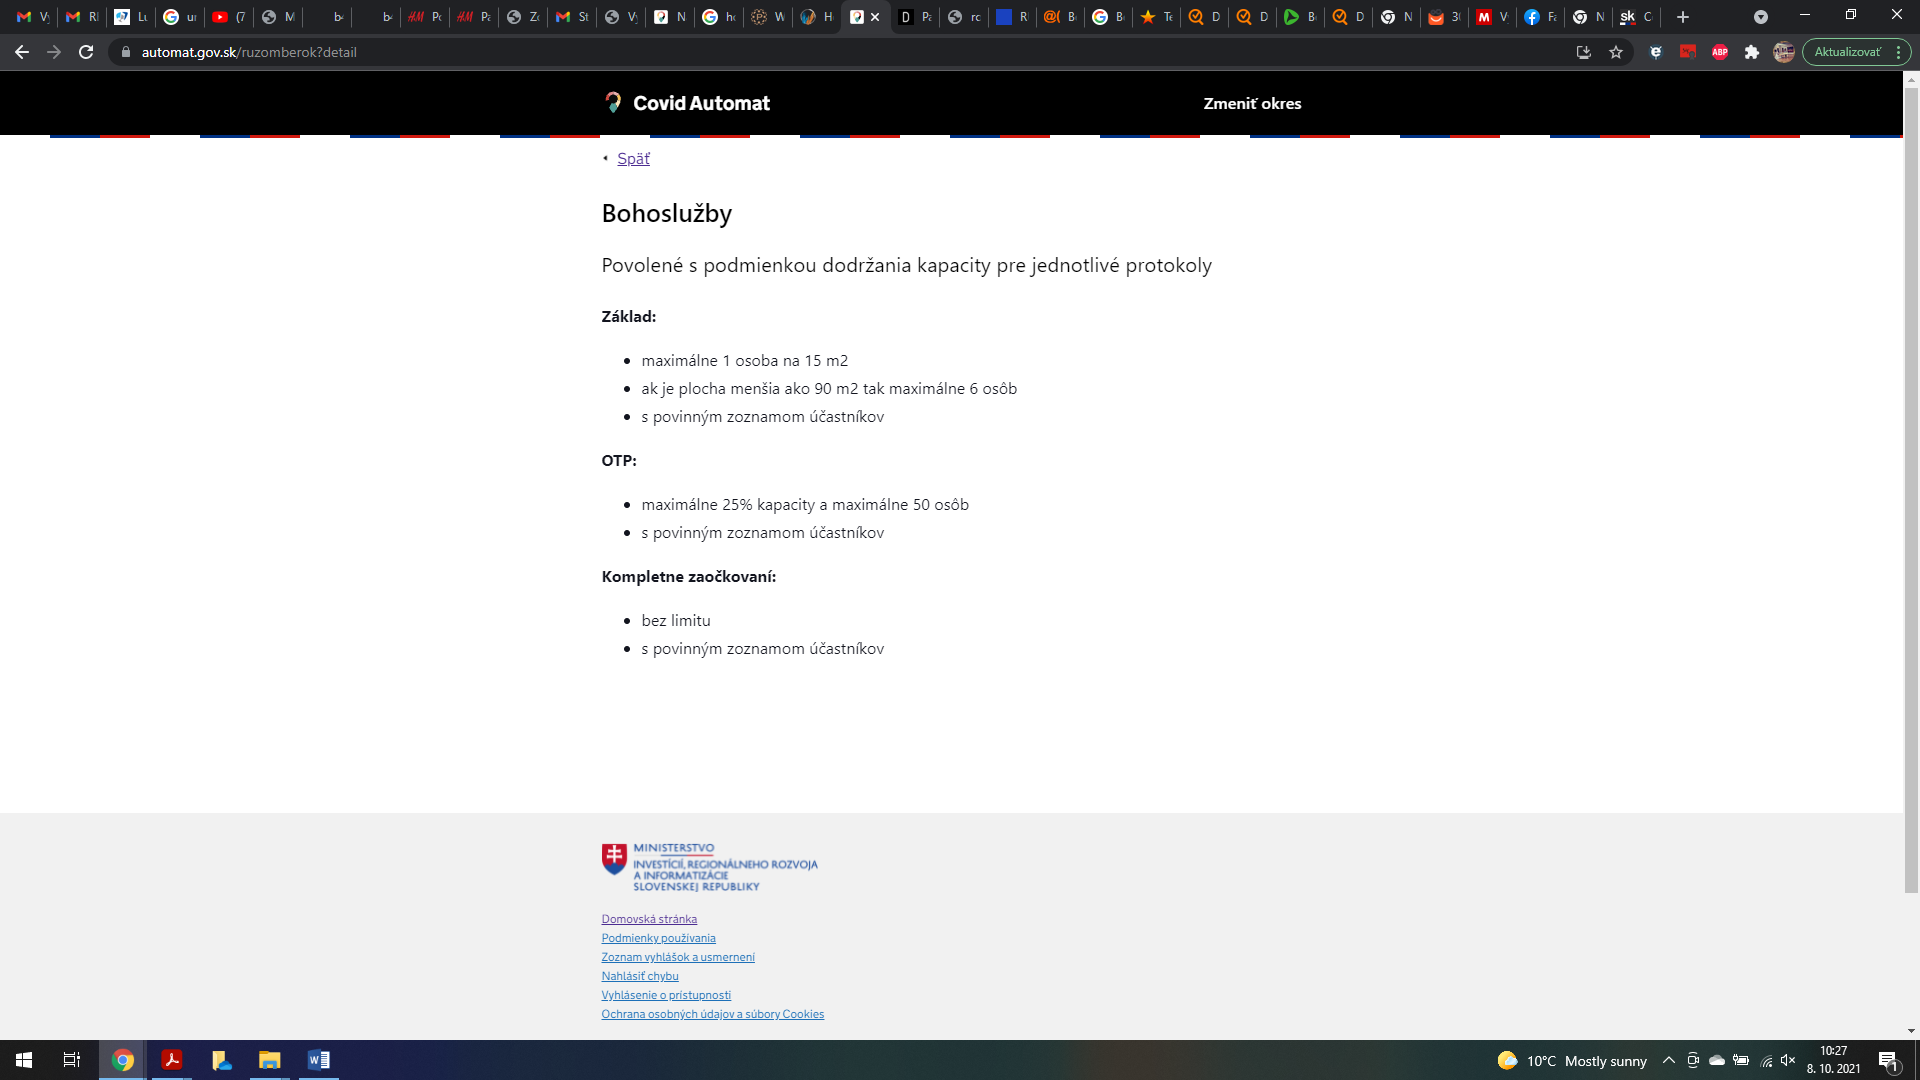 automat.gov.sk/ruzomberok?detail
Aktualizovať
Covid Automat
Zmeniť okres
Späť
Bohoslužby
Povolené s podmienkou dodržania kapacity pre jednotlivé protokoly
Základ:
maximálne 1 osoba na 15 m2
ak je plocha menšia ako 90 m2 tak maximálne 6 osôb
s povinným zoznamom účastníkov
OTP:
maximálne 25% kapacity a maximálne 50 osôb
s povinným zoznamom účastníkov
Kompletne zaočkovaní:
bez limitu
s povinným zoznamom účastníkov
MINISTERSTVO
INVESTÍCIÍ, REGIONÁLNEHO ROZVOJA
A INFORMATIZÁCIE
SLOVENSKEJ REPUBLIKY
Domovská stránka
Podmienky používania
Zoznam vyhlášok a usmernení
Nahlásiť chybu
Vyhlásenie o prístupnosti
Ochrana osobných údajov a súbory Cookies
10°C Mostly sunny
10:27
8. 10. 2021
1